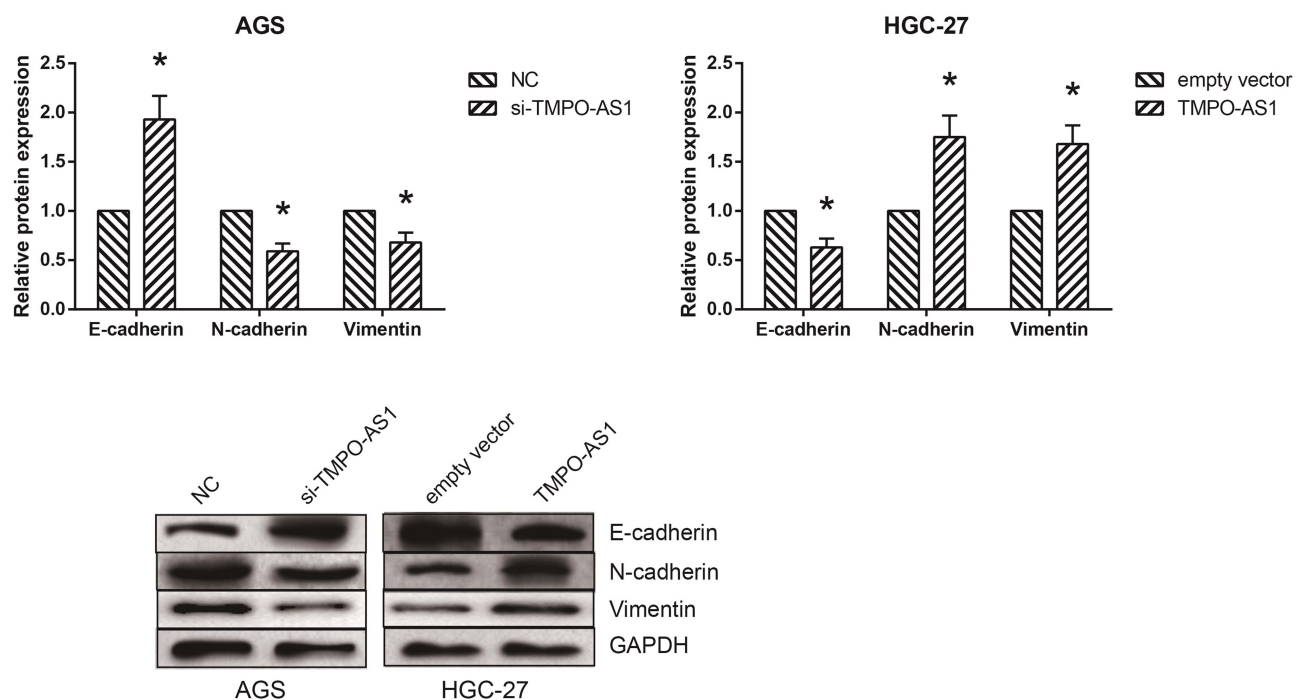 AGS
Relative protein expression
2.5
2.0
1.5
1.0
0.5
0.0
*
*
*
E-cadherin N-cadherin Vimentin
NC
si-TMPO-AS1
HGC-27
Relative protein expression
2.5
2.0
1.5
1.0
0.5
0.0
*
*
*
E-cadherin N-cadherin Vimentin
empty vector
TMPO-AS1
NC si-TMPO-AS1 empty vector TMPO-AS1
E-cadherin
N-cadherin
Vimentin
GAPDH
AGS HGC-27